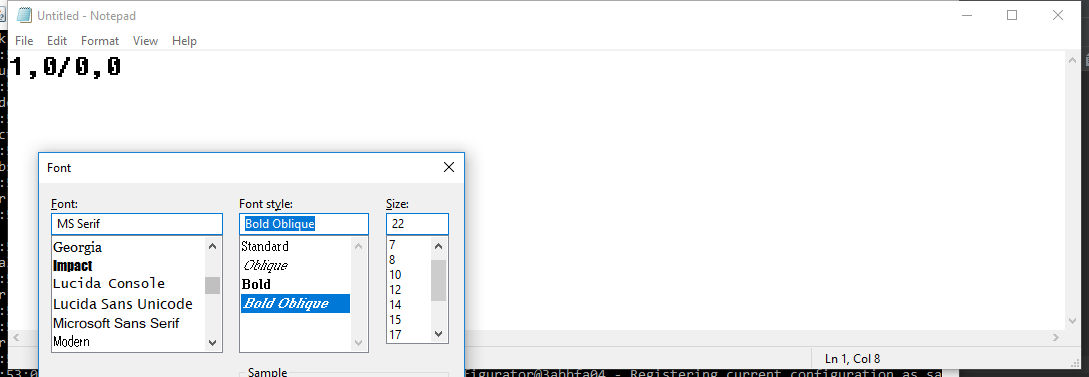 Untitled - Notepad
File Edit Format View Help
1,0/0,0
Font
Font: Font style: Size:
MS Serif Bold Oblique 22
Georgia Standard 7
Impact Oblique 8
Lucida Console Bold 10
Lucida Sans Unicode Bold Oblique 12
Microsoft Sans Serif 14
Modern 15
17
Ln 1, Col 8
Sample
figurator@3abbfa04 - Registering current configuration as sa